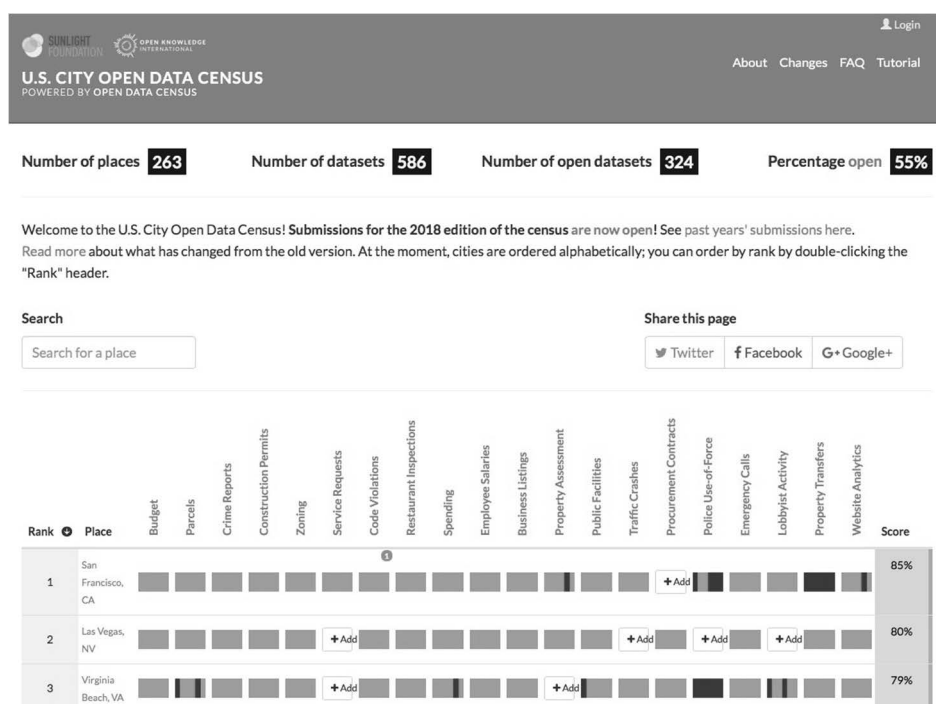 Login
SUNLIGHT
FOUNDATION
OPEN KNOWLEDGE
INTERNATIONAL
About Changes FAQ Tutorial
U.S. CITY OPEN DATA CENSUS
POWERED BY OPEN DATA CENSUS
Number of places 263 Number of datasets 586 Number of open datasets 324 Percentage open 55%
Welcome to the U.S. City Open Data Census! Submissions for the 2018 edition of the census are now open! See past years' submissions here.
Read more about what has changed from the old version. At the moment, cities are ordered alphabetically; you can order by rank by double-clicking the
"Rank" header.
Search Share this page
Search for a place Twitter Facebook G+ Google+
Rank Place Budget Parcels Crime Reports Construction Permits Zoning Service Requests Code Violations Restaurant Inspections Spending Employee Salaries Business Listings Property Assessment Public Facilities Traffic Crashes Procurement Contracts Police Use-of-Force Emergency Calls Lobbyist Activity Property Transfers Website Analytics Score
1
San
1 Francisco, + Add 85%
CA
Las Vegas,
2 + Add + Add + Add + Add 80%
NV
Virginia
3 + Add + Add 79%
Beach, VA